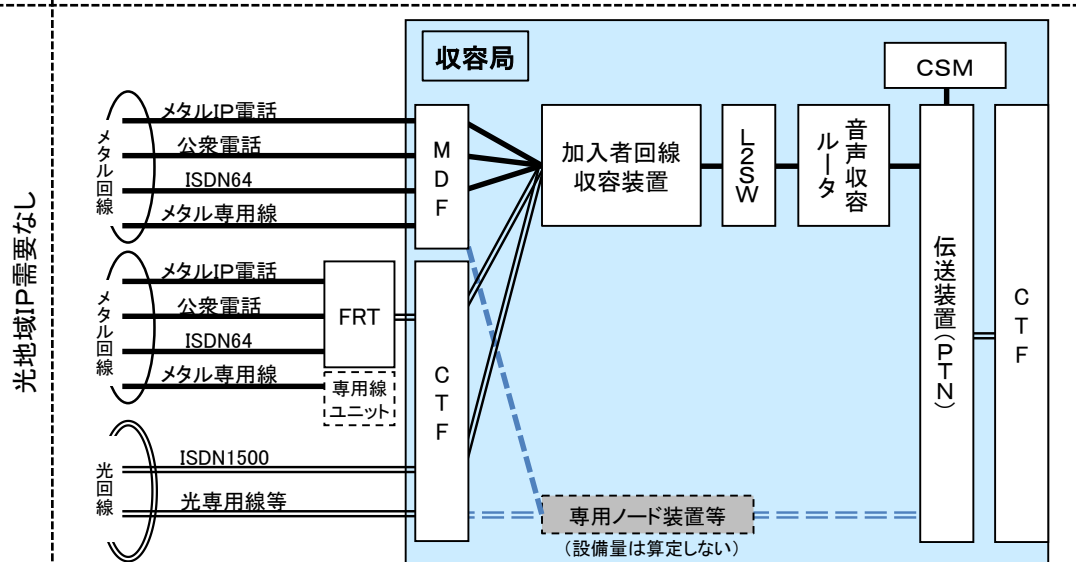 光地域IP需要なし
収容局
CSM
メタル回線
メタルIP電話
公衆電話
ISDN64
メタル専用線
MDF
加入者回線
収容装置
L2SW
音声収容
ルータ
伝送装置(PTN)
CTF
メタル回線
メタルIP電話
公衆電話
ISDN64
メタル専用線
FRT
専用線
ユニット
CTF
光回線
ISDN1500
光専用線等
専用ノード装置等
(設備量は算定しない)